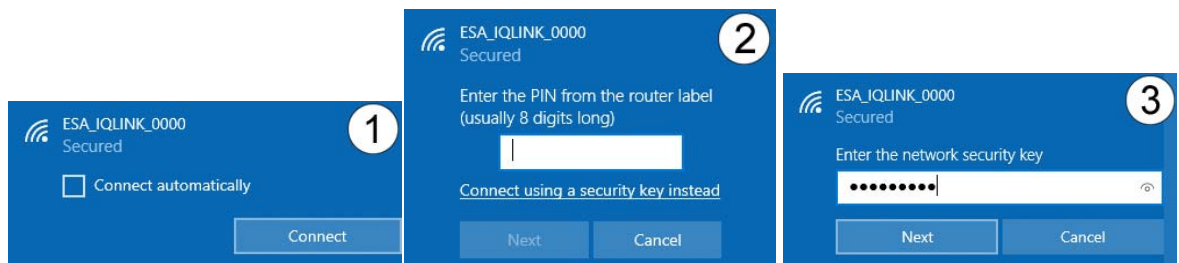 ESA_IQLINK_0000
Secured
1
Connect automatically
Connect
ESA_IQLINK_0000
Secured
2
Enter the PIN from the router label
(usually 8 digits long)
Connect using a security key instead
Next
Cancel
ESA_IQLINK_0000
Secured
3
Enter the network security key
•••••••••
Next
Cancel